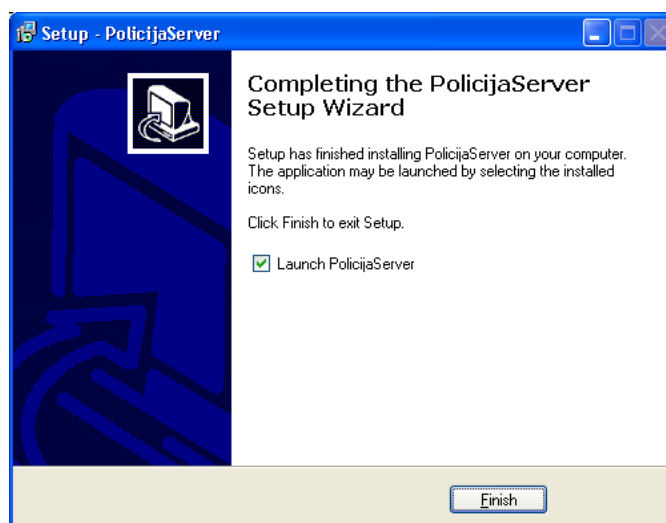 Setup - PolicijaServer
Completing the PolicijaServer
Setup Wizard
Setup has finished installing PolicijaServer on your computer.
The application may be launched by selecting the installed
icons.
Click Finish to exit Setup.
Launch PolicijaServer
Finish